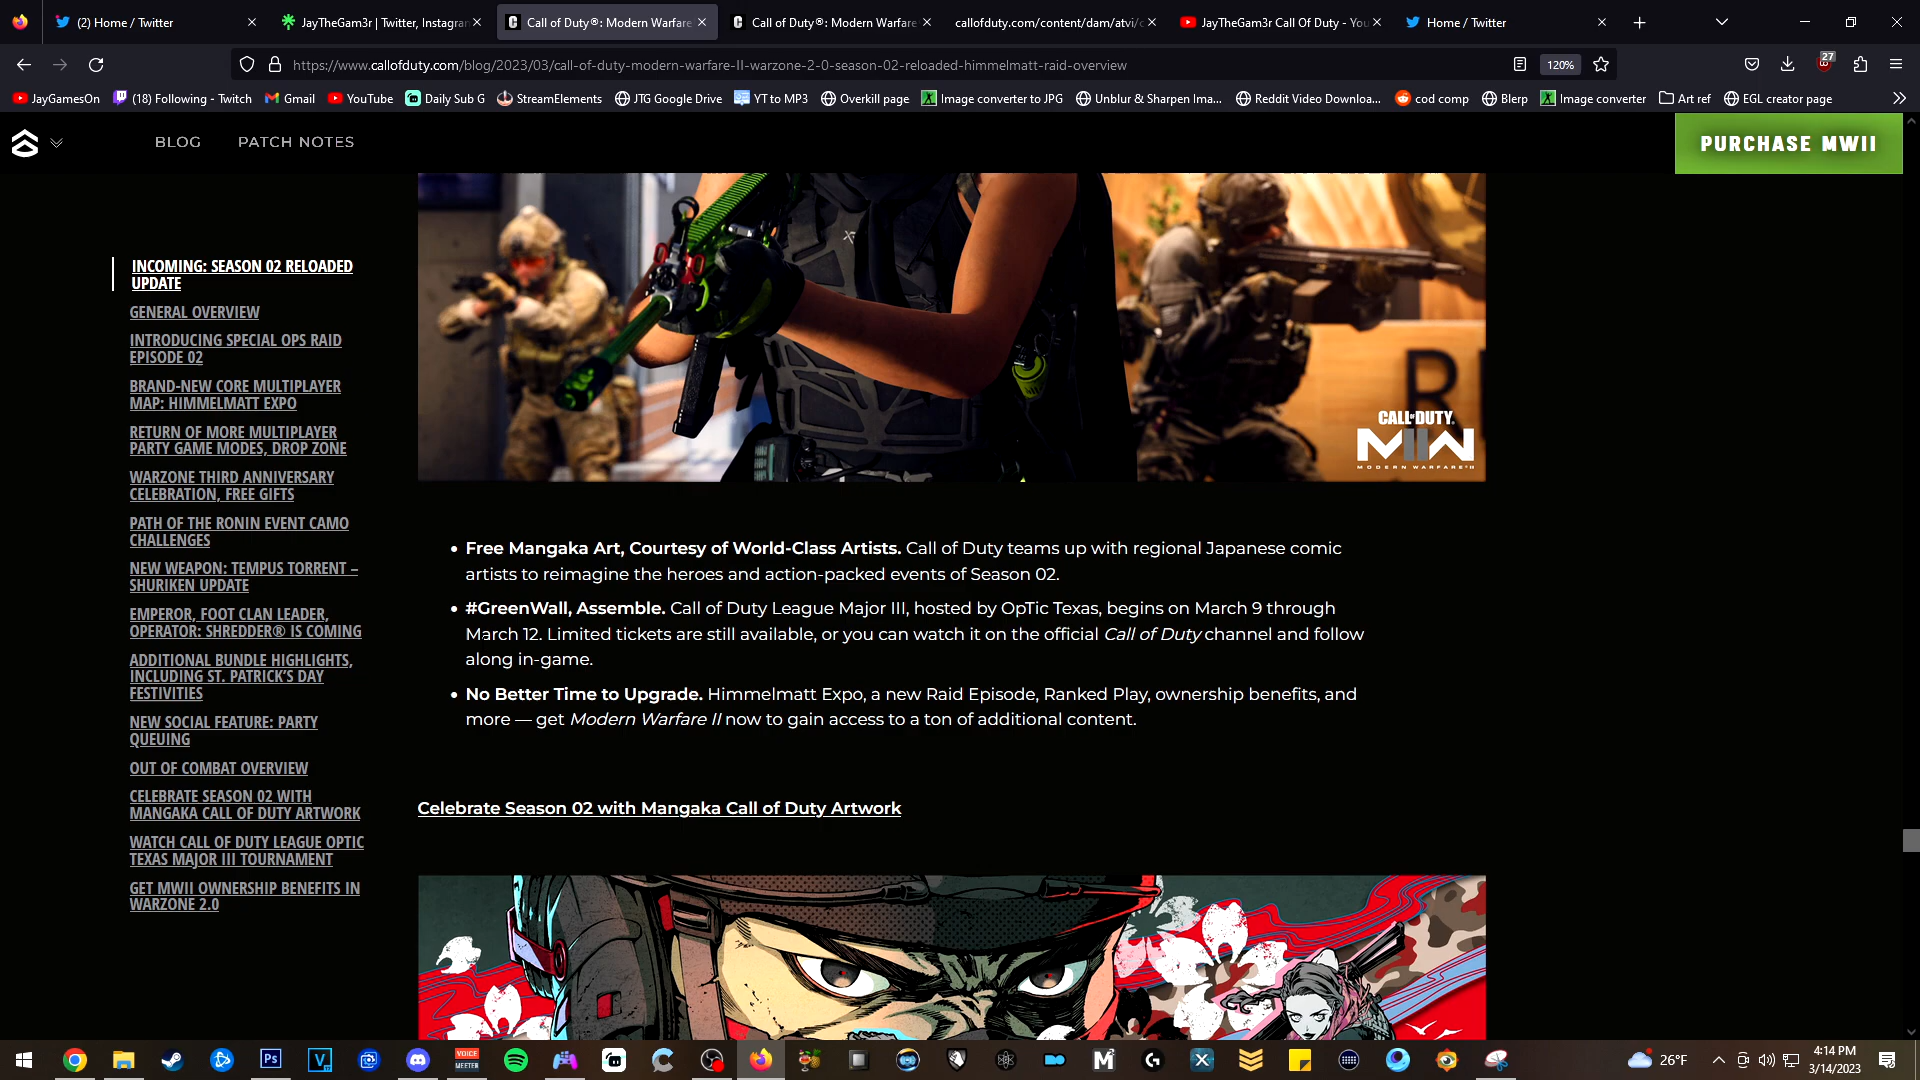 (2) Home / Twitter
JayTheGam3r | Twitter, Instagran
Call of Duty®: Modern Warfare
Call of Duty®: Modern Warfare
callofduty.com/content/dam/atvi/c
JayTheGam3r Call Of Duty - You
Home / Twitter
https://www.callofduty.com/blog/2023/03/call-of-duty-modern-warfare-II-warzone-2-0-season-02-reloaded-himmelmatt-raid-overview
120%
27
JayGamesOn
(18) Following - Twitch
Gmail
YouTube
Daily Sub G
StreamElements
JTG Google Drive
YT to MP3
Overkill page
Image converter to JPG
Unblur & Sharpen Ima...
Reddit Video Downloa...
cod comp
Blerp
Image converter
Art ref
EGL creator page
BLOG
PATCH NOTES
PURCHASE MWII
INCOMING: SEASON 02 RELOADED
UPDATE
GENERAL OVERVIEW
INTRODUCING SPECIAL OPS RAID
EPISODE 02
BRAND-NEW CORE MULTIPLAYER
MAP: HIMMELMATT EXPO
RETURN OF MORE MULTIPLAYER
PARTY GAME MODES, DROP ZONE
WARZONE THIRD ANNIVERSARY
CELEBRATION, FREE GIFTS
PATH OF THE RONIN EVENT CAMO
CHALLENGES
NEW WEAPON: TEMPUS TORRENT –
SHURIKEN UPDATE
EMPEROR, FOOT CLAN LEADER,
OPERATOR: SHREDDER® IS COMING
ADDITIONAL BUNDLE HIGHLIGHTS,
INCLUDING ST. PATRICK'S DAY
FESTIVITIES
NEW SOCIAL FEATURE: PARTY
QUEUING
OUT OF COMBAT OVERVIEW
CELEBRATE SEASON 02 WITH
MANGAKA CALL OF DUTY ARTWORK
WATCH CALL OF DUTY LEAGUE OPTIC
TEXAS MAJOR III TOURNAMENT
GET MWII OWNERSHIP BENEFITS IN
WARZONE 2.0
R
CALL OF DUTY
MWII
MODERN WARFARE II
• Free Mangaka Art, Courtesy of World-Class Artists. Call of Duty teams up with regional Japanese comic
artists to reimagine the heroes and action-packed events of Season 02.
• #GreenWall, Assemble. Call of Duty League Major III, hosted by OpTic Texas, begins on March 9 through
March 12. Limited tickets are still available, or you can watch it on the official Call of Duty channel and follow
along in-game.
• No Better Time to Upgrade. Himmelmatt Expo, a new Raid Episode, Ranked Play, ownership benefits, and
more — get Modern Warfare II now to gain access to a ton of additional content.
Celebrate Season 02 with Mangaka Call of Duty Artwork
Ps
V
VOICE
MEETER
26°F
4:14 PM
3/14/2023